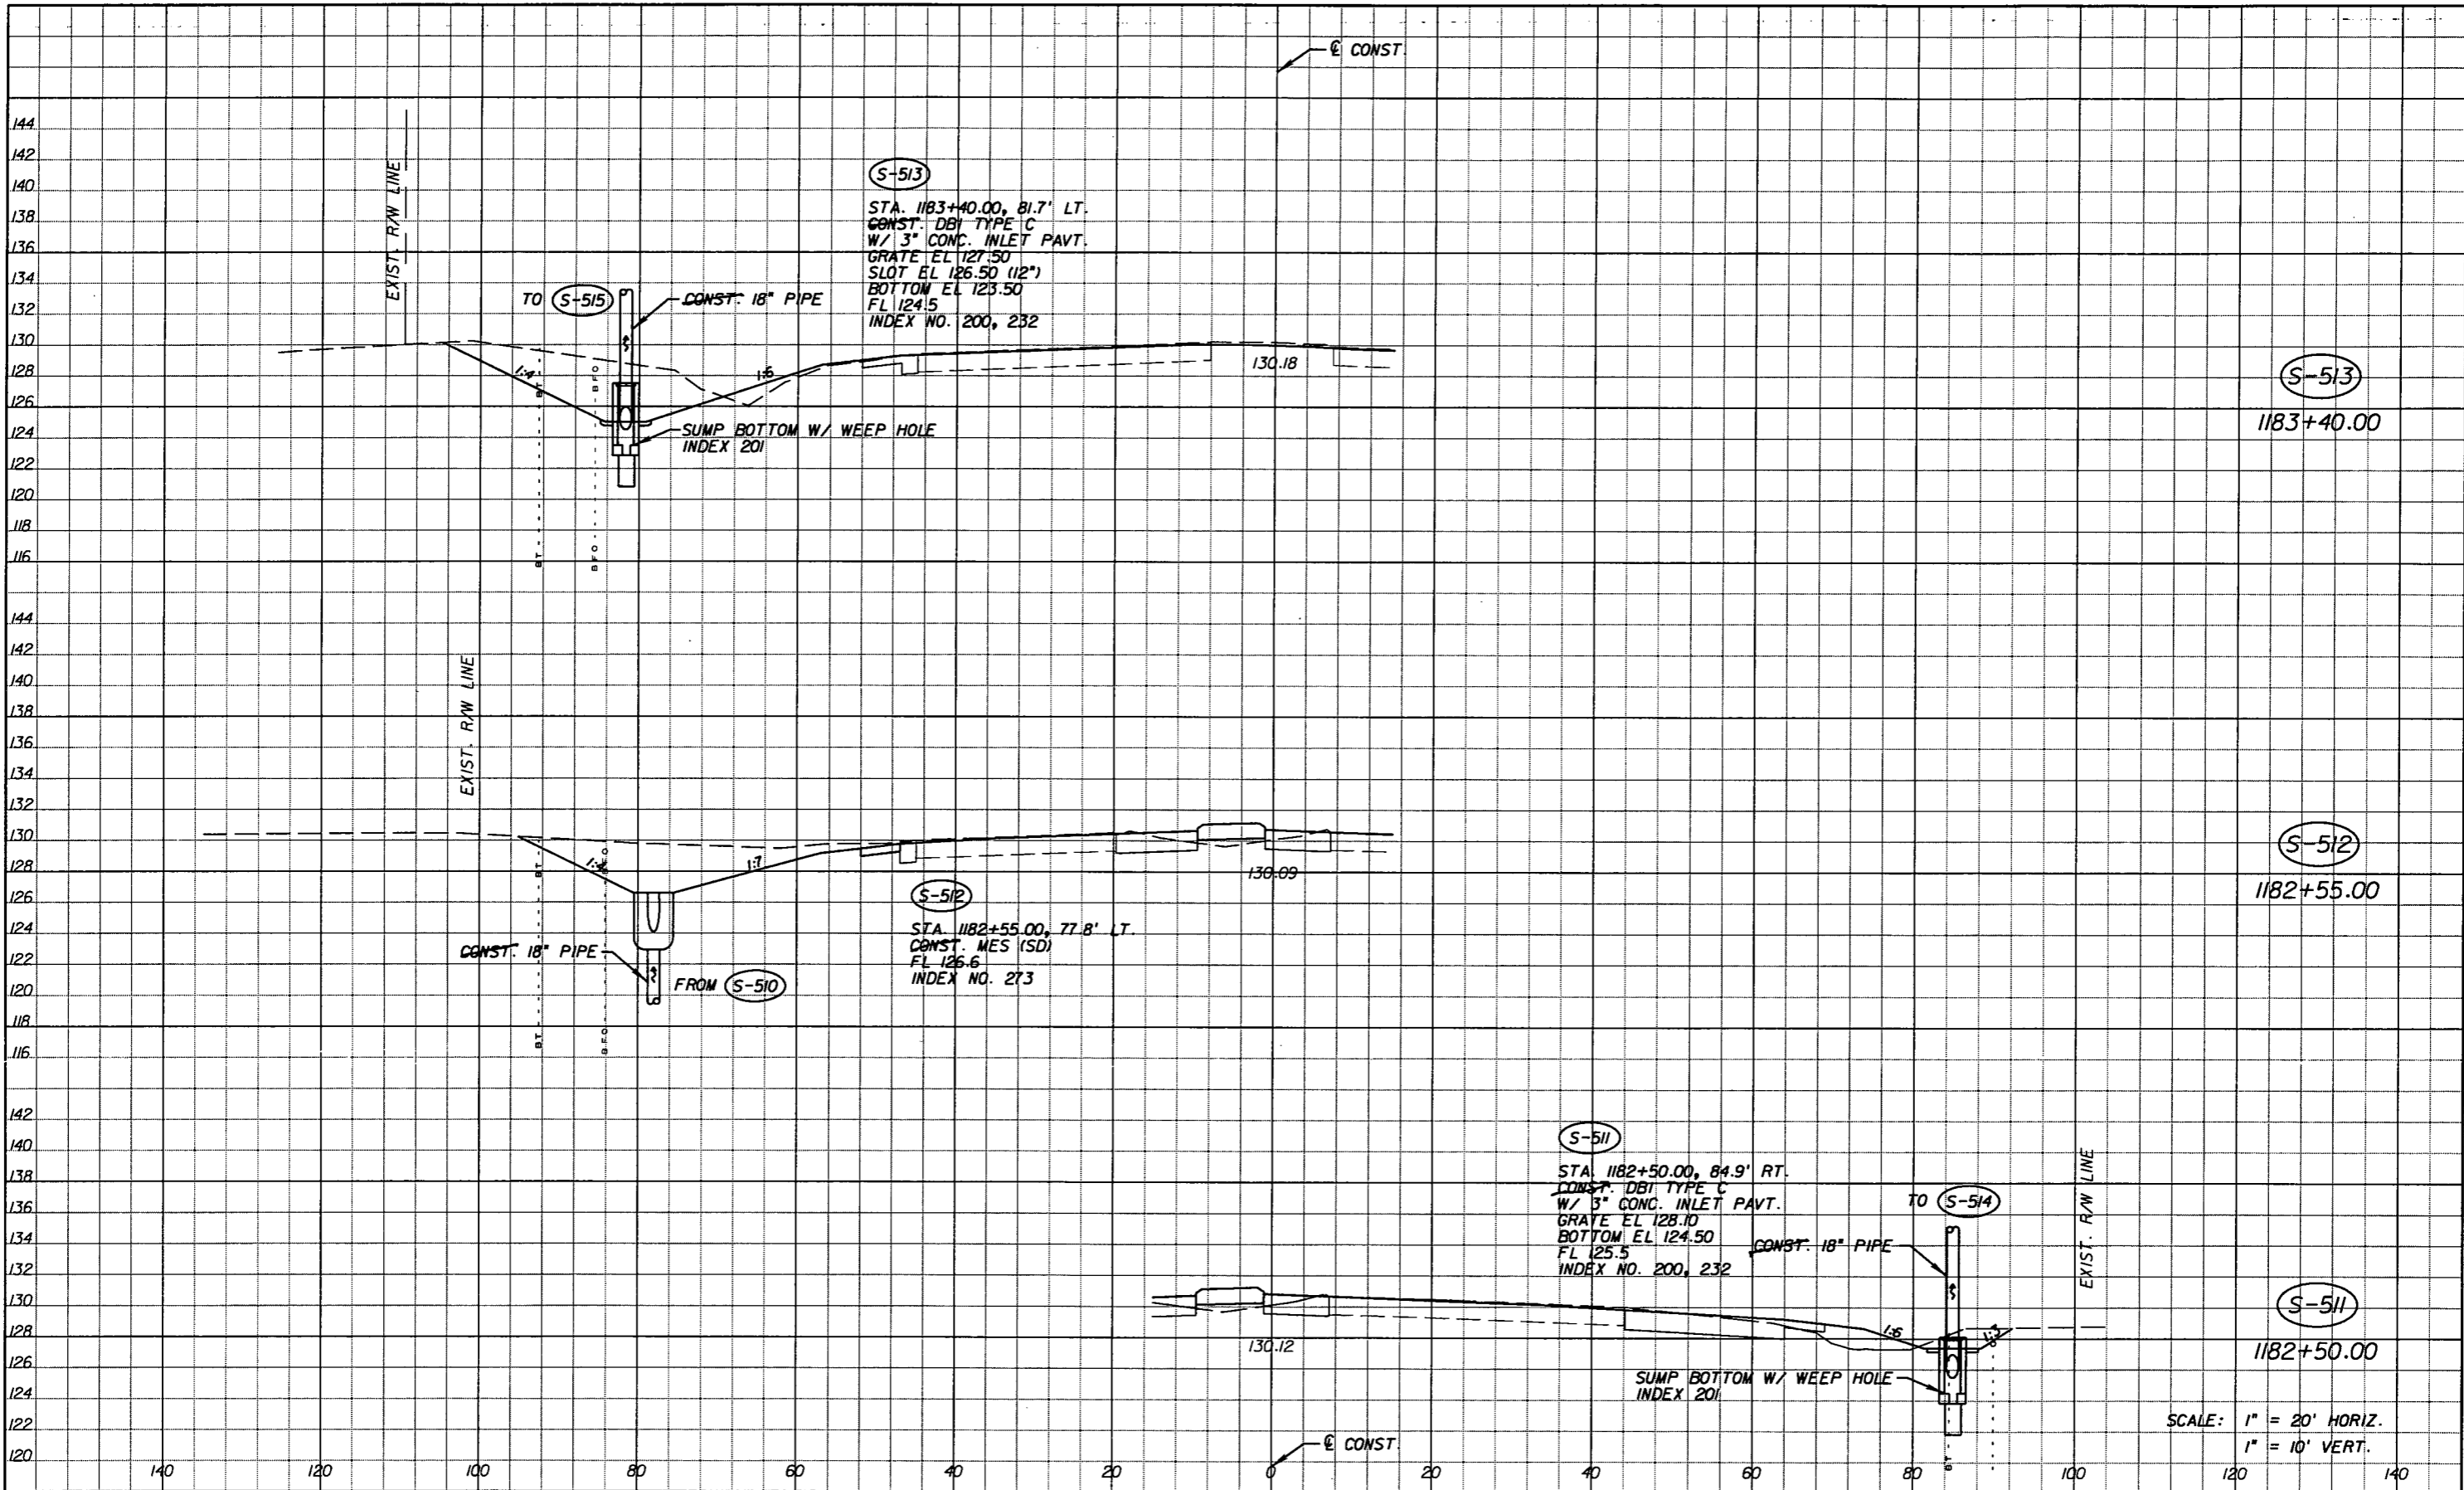 ℄ CONST.
144
142
140
138
136
134
132
130
128
126
124
122
120
118
116
EXIST. R/W LINE
S-513
STA. 1183+40.00, 81.7' LT.
CONST. DBI TYPE C
W/ 3" CONC. INLET PAVT.
GRATE EL 127.50
SLOT EL 126.50 (12")
BOTTOM EL 123.50
FL 124.5
INDEX NO. 200, 232
TO S-515
CONST. 18" PIPE
1:4
1:6
130.18
SUMP BOTTOM W/ WEEP HOLE
INDEX 201
BT
BT
BFO
BFO
S-513
1183+40.00
144
142
140
138
136
134
132
130
128
126
124
122
120
118
116
EXIST. R/W LINE
1:4
1:7
130.09
BT
BT
BFO
BFO
S-512
STA. 1182+55.00, 77.8' LT.
CONST. MES (SD)
FL 126.6
INDEX NO. 273
CONST. 18" PIPE
FROM S-510
S-512
1182+55.00
142
140
138
136
134
132
130
128
126
124
122
120
S-511
STA. 1182+50.00, 84.9' RT.
CONST. DBI TYPE C
W/ 3" CONC. INLET PAVT.
GRATE EL 128.10
BOTTOM EL 124.50
FL 125.5
INDEX NO. 200, 232
TO S-514
CONST. 18" PIPE
EXIST. R/W LINE
130.12
1:6
1:3
SUMP BOTTOM W/ WEEP HOLE
INDEX 201
BT
S-511
1182+50.00
SCALE: 1" = 20' HORIZ.
1" = 10' VERT.
℄ CONST.
140 120 100 80 60 40 20 0 20 40 60 80 100 120 140